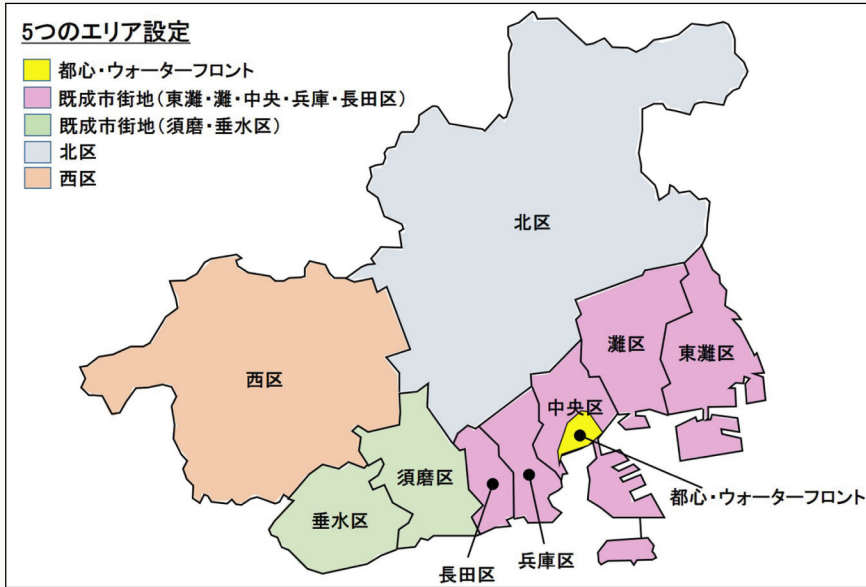 5つのエリア設定
都心・ウォーターフロント
既成市街地(東灘・灘・中央・兵庫・長田区)
既成市街地(須磨・垂水区)
北区
西区
北区
灘区
東灘区
西区
中央区
須磨区
都心・ウォーターフロント
垂水区
兵庫区
長田区